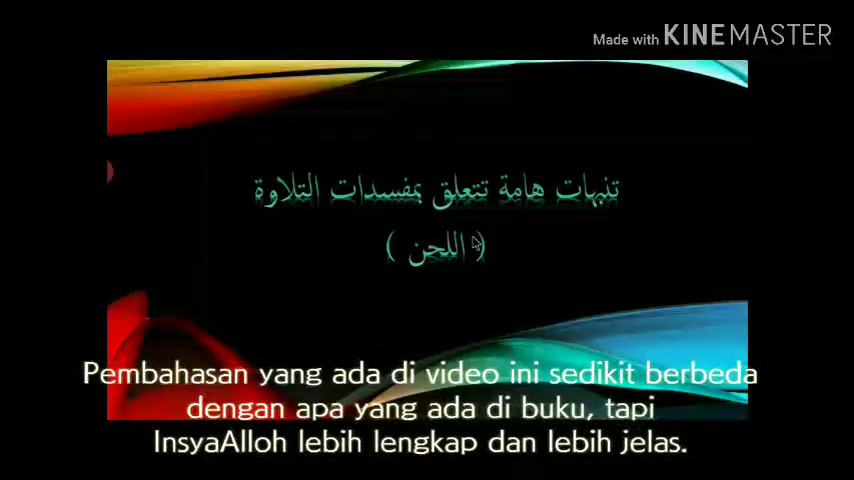 Made with KINEMASTER
تنبهات هامة تتعلق بمفسدات التلاوة
( اللحن )
Pembahasan yang ada di video ini sedikit berbeda
dengan apa yang ada di buku, tapi
InsyaAlloh lebih lengkap dan lebih jelas.